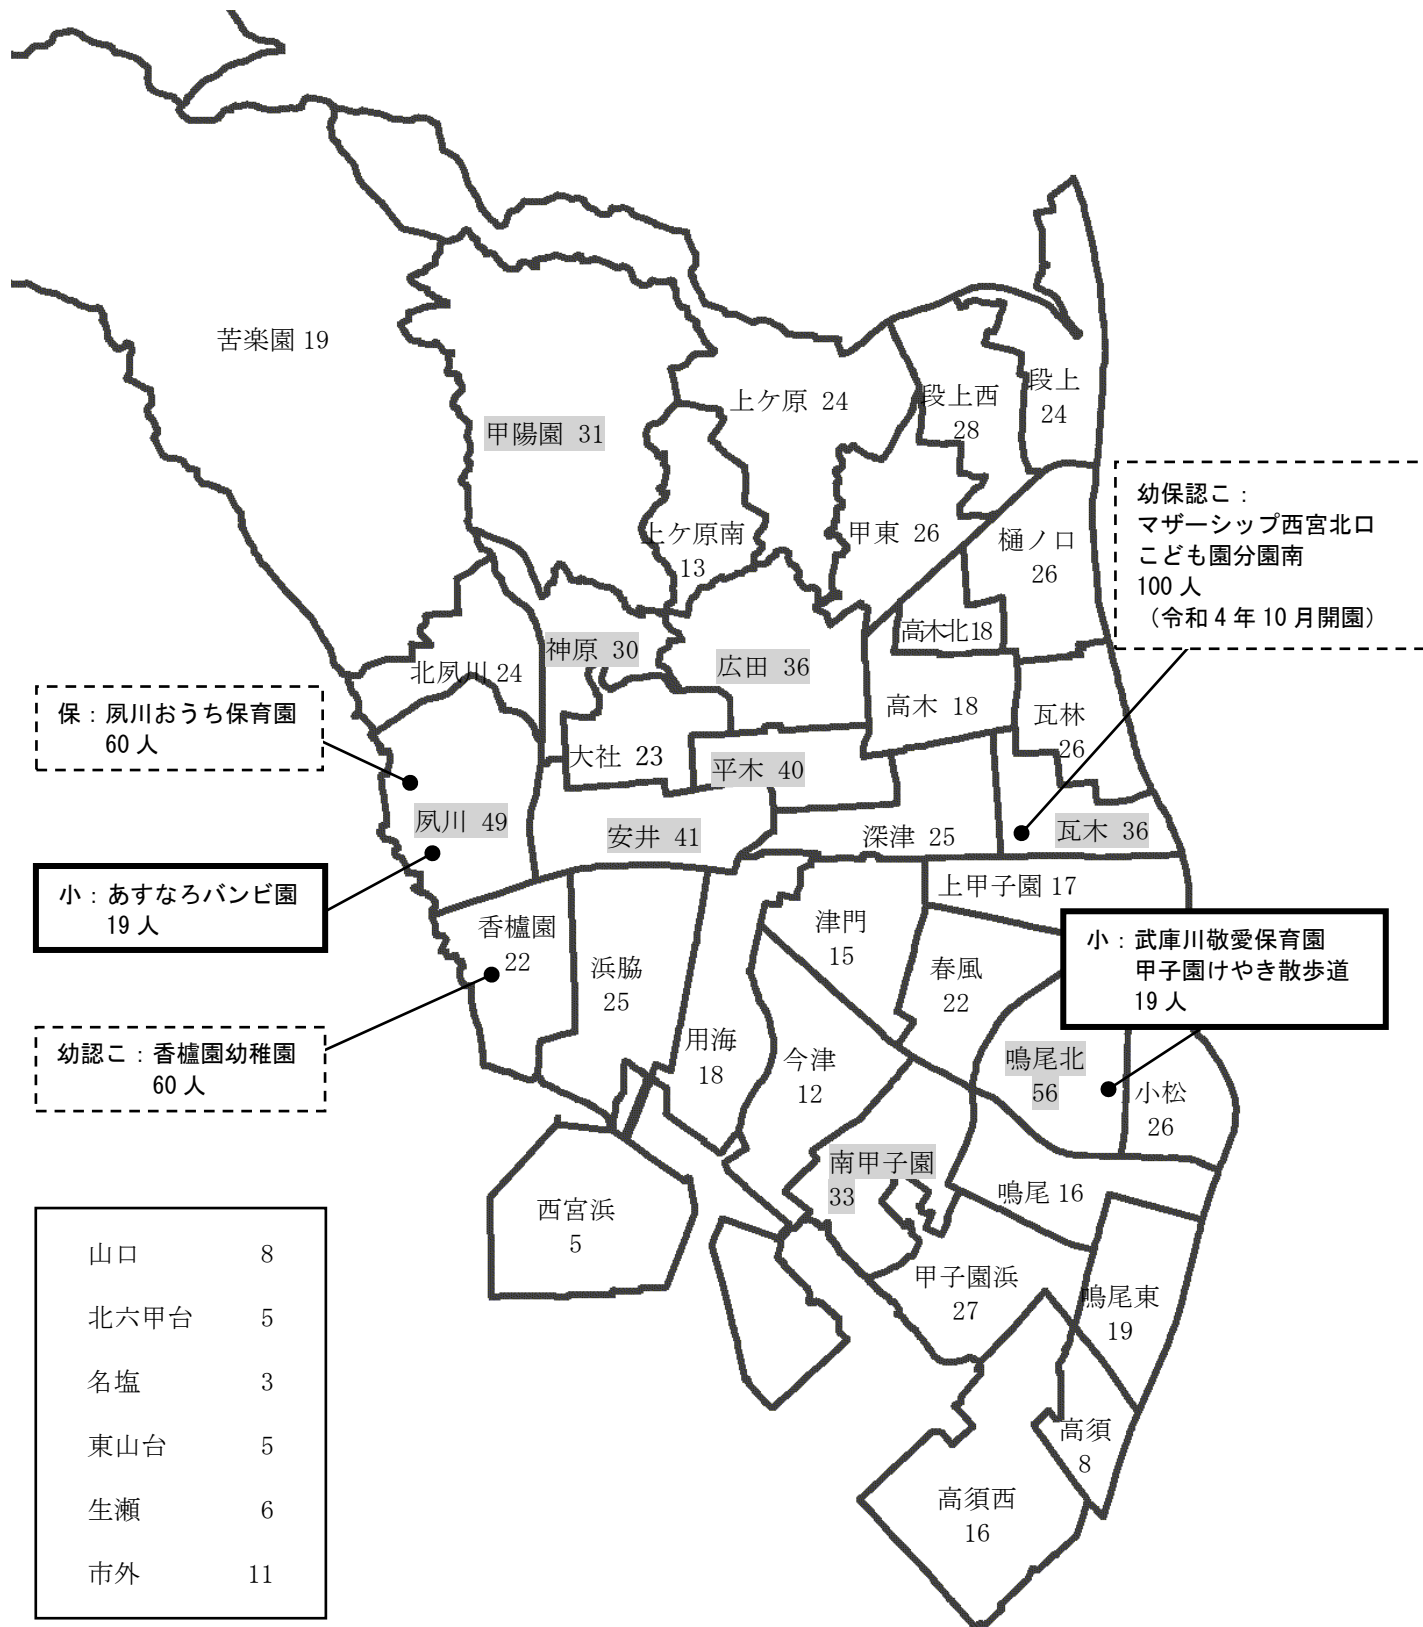 苦楽園 19
甲陽園 31
上ケ原 24
段上西
28
段上
24
上ケ原南
13
甲東 26
樋ノ口
26
幼保認こ：
マザーシップ西宮北口
こども園分園南
100 人
（令和 4 年 10 月開園）
高木北18
神原 30
北夙川 24
広田 36
高木 18
瓦林
26
保：夙川おうち保育園
60 人
大社 23
平木 40
夙川 49
安井 41
深津 25
瓦木 36
小：あすなろバンビ園
19 人
上甲子園 17
香櫨園
22
浜脇
25
津門
15
春風
22
小：武庫川敬愛保育園
甲子園けやき散歩道
19 人
幼認こ：香櫨園幼稚園
60 人
用海
18
今津
12
鳴尾北
56
小松
26
南甲子園
33
鳴尾 16
西宮浜
5
甲子園浜
27
鳴尾東
19
高須
8
高須西
16
山口 8
北六甲台 5
名塩 3
東山台 5
生瀬 6
市外 11